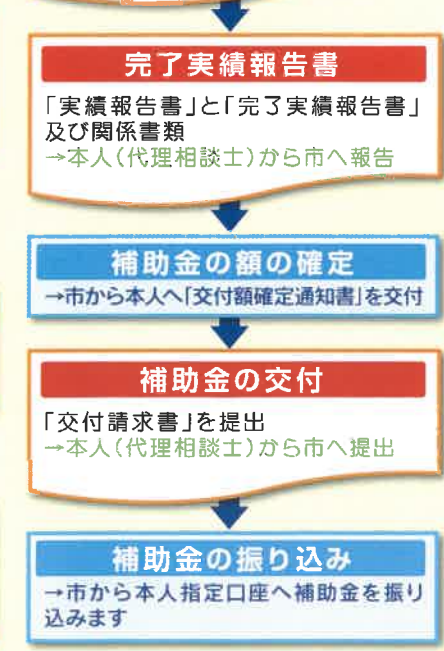 完了実績報告書
「実績報告書」と「完了実績報告書」
及び関係書類
→本人(代理相談士)から市へ報告
補助金の額の確定
→市から本人へ「交付額確定通知書」を交付
補助金の交付
「交付請求書」を提出
→本人(代理相談士)から市へ提出
補助金の振り込み
→市から本人指定口座へ補助金を振り
込みます